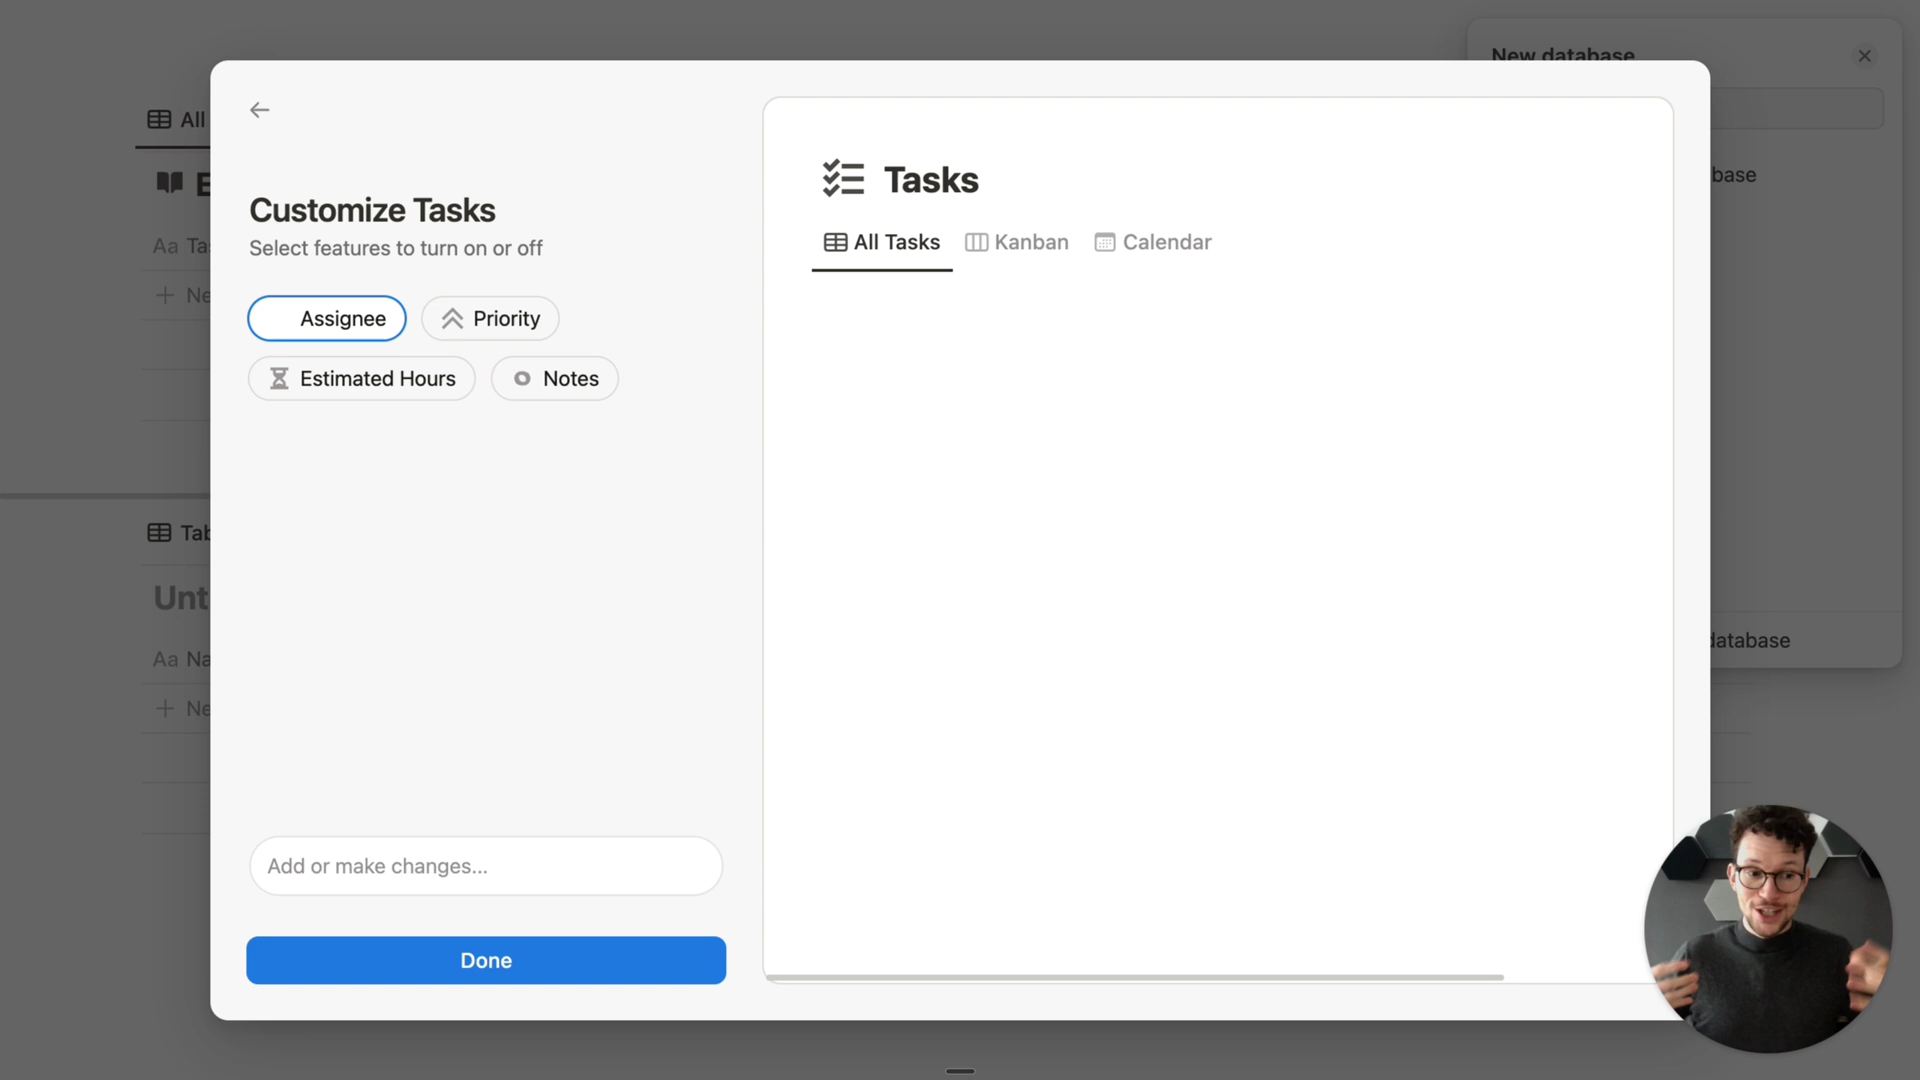 New database
All
E
Aa Ta
Ne
Tab
Unt
Aa Na
Ne
base
database
Customize Tasks
Select features to turn on or off
Assignee
Priority
Estimated Hours
Notes
Add or make changes...
Done
Tasks
All Tasks
Kanban
Calendar